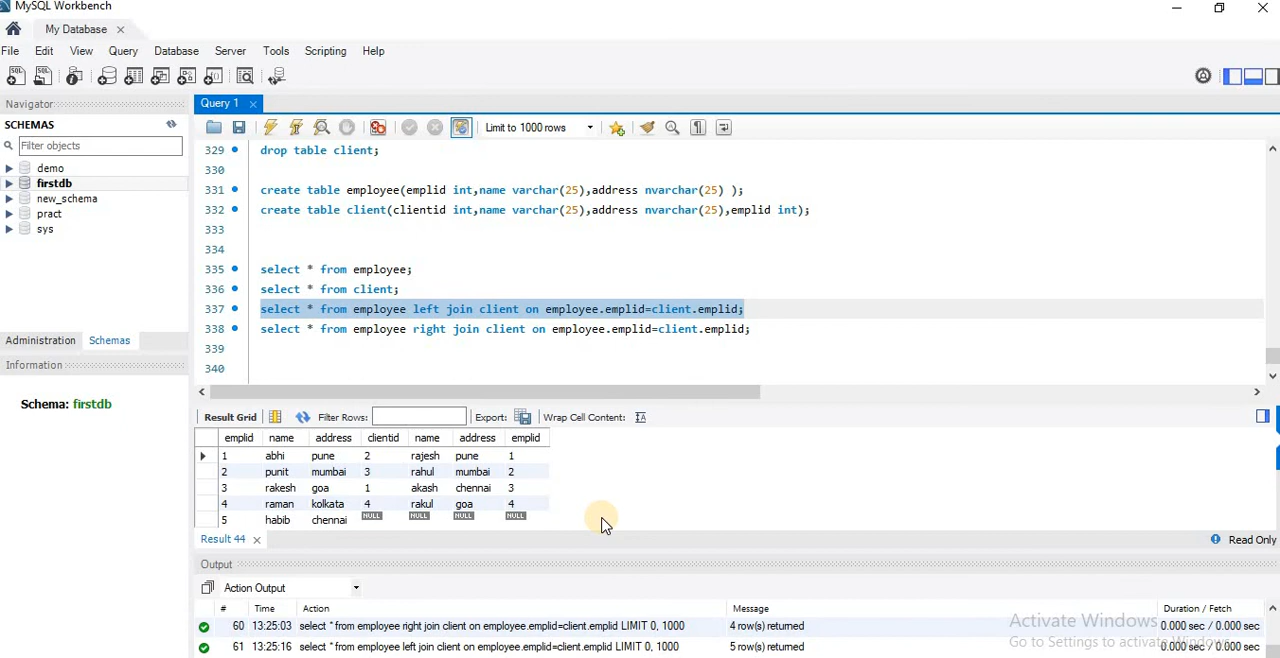 MySQL Workbench
My Database
File Edit View Query Database Server Tools Scripting Help
Navigator
Query 1
SCHEMAS
Filter objects
Limit to 1000 rows
demo
firstdb
new_schema
pract
sys
329 drop table client;
330
331 create table employee(emplid int,name varchar(25),address nvarchar(25) );
332 create table client(clientid int,name varchar(25),address nvarchar(25),emplid int);
333
334
335 select * from employee;
336 select * from client;
337 select * from employee left join client on employee.emplid=client.emplid;
338 select * from employee right join client on employee.emplid=client.emplid;
339
340
Administration Schemas
Information
Schema: firstdb
Result Grid Filter Rows: Export: Wrap Cell Content:
emplid name address clientid name address emplid
1 abhi pune 2 rajesh pune 1
2 punit mumbai 3 rahul mumbai 2
3 rakesh goa 1 akash chennai 3
4 raman kolkata 4 rakul goa 4
5 habib chennai NULL NULL NULL NULL
Result 44 Read Only
Output
Action Output
# Time Action Message Duration / Fetch
60 13:25:03 select * from employee right join client on employee.emplid=client.emplid LIMIT 0, 1000 4 row(s) returned 0.000 sec / 0.000 sec
61 13:25:16 select * from employee left join client on employee.emplid=client.emplid LIMIT 0, 1000 5 row(s) returned 0.000 sec / 0.000 sec
Activate Windows
Go to Settings to activate Windows.